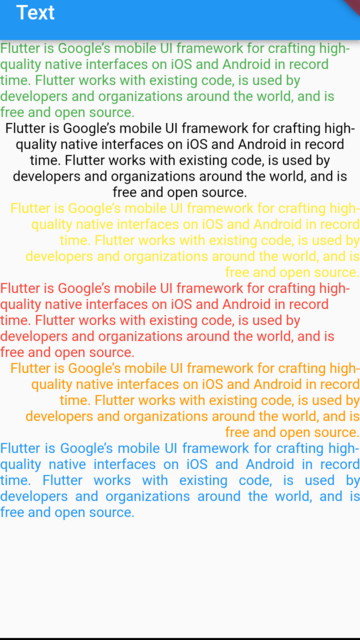 Text
Flutter is Google's mobile UI framework for crafting high-
quality native interfaces on iOS and Android in record
time. Flutter works with existing code, is used by
developers and organizations around the world, and is
free and open source.
Flutter is Google's mobile UI framework for crafting high-
quality native interfaces on iOS and Android in record
time. Flutter works with existing code, is used by
developers and organizations around the world, and is
free and open source.
Flutter is Google's mobile UI framework for crafting high-
quality native interfaces on iOS and Android in record
time. Flutter works with existing code, is used by
developers and organizations around the world, and is
free and open source.
Flutter is Google's mobile UI framework for crafting high-
quality native interfaces on iOS and Android in record
time. Flutter works with existing code, is used by
developers and organizations around the world, and is
free and open source.
Flutter is Google's mobile UI framework for crafting high-
quality native interfaces on iOS and Android in record
time. Flutter works with existing code, is used by
developers and organizations around the world, and is
free and open source.
Flutter is Google's mobile UI framework for crafting high-
quality native interfaces on iOS and Android in record
time. Flutter works with existing code, is used by
developers and organizations around the world, and is
free and open source.